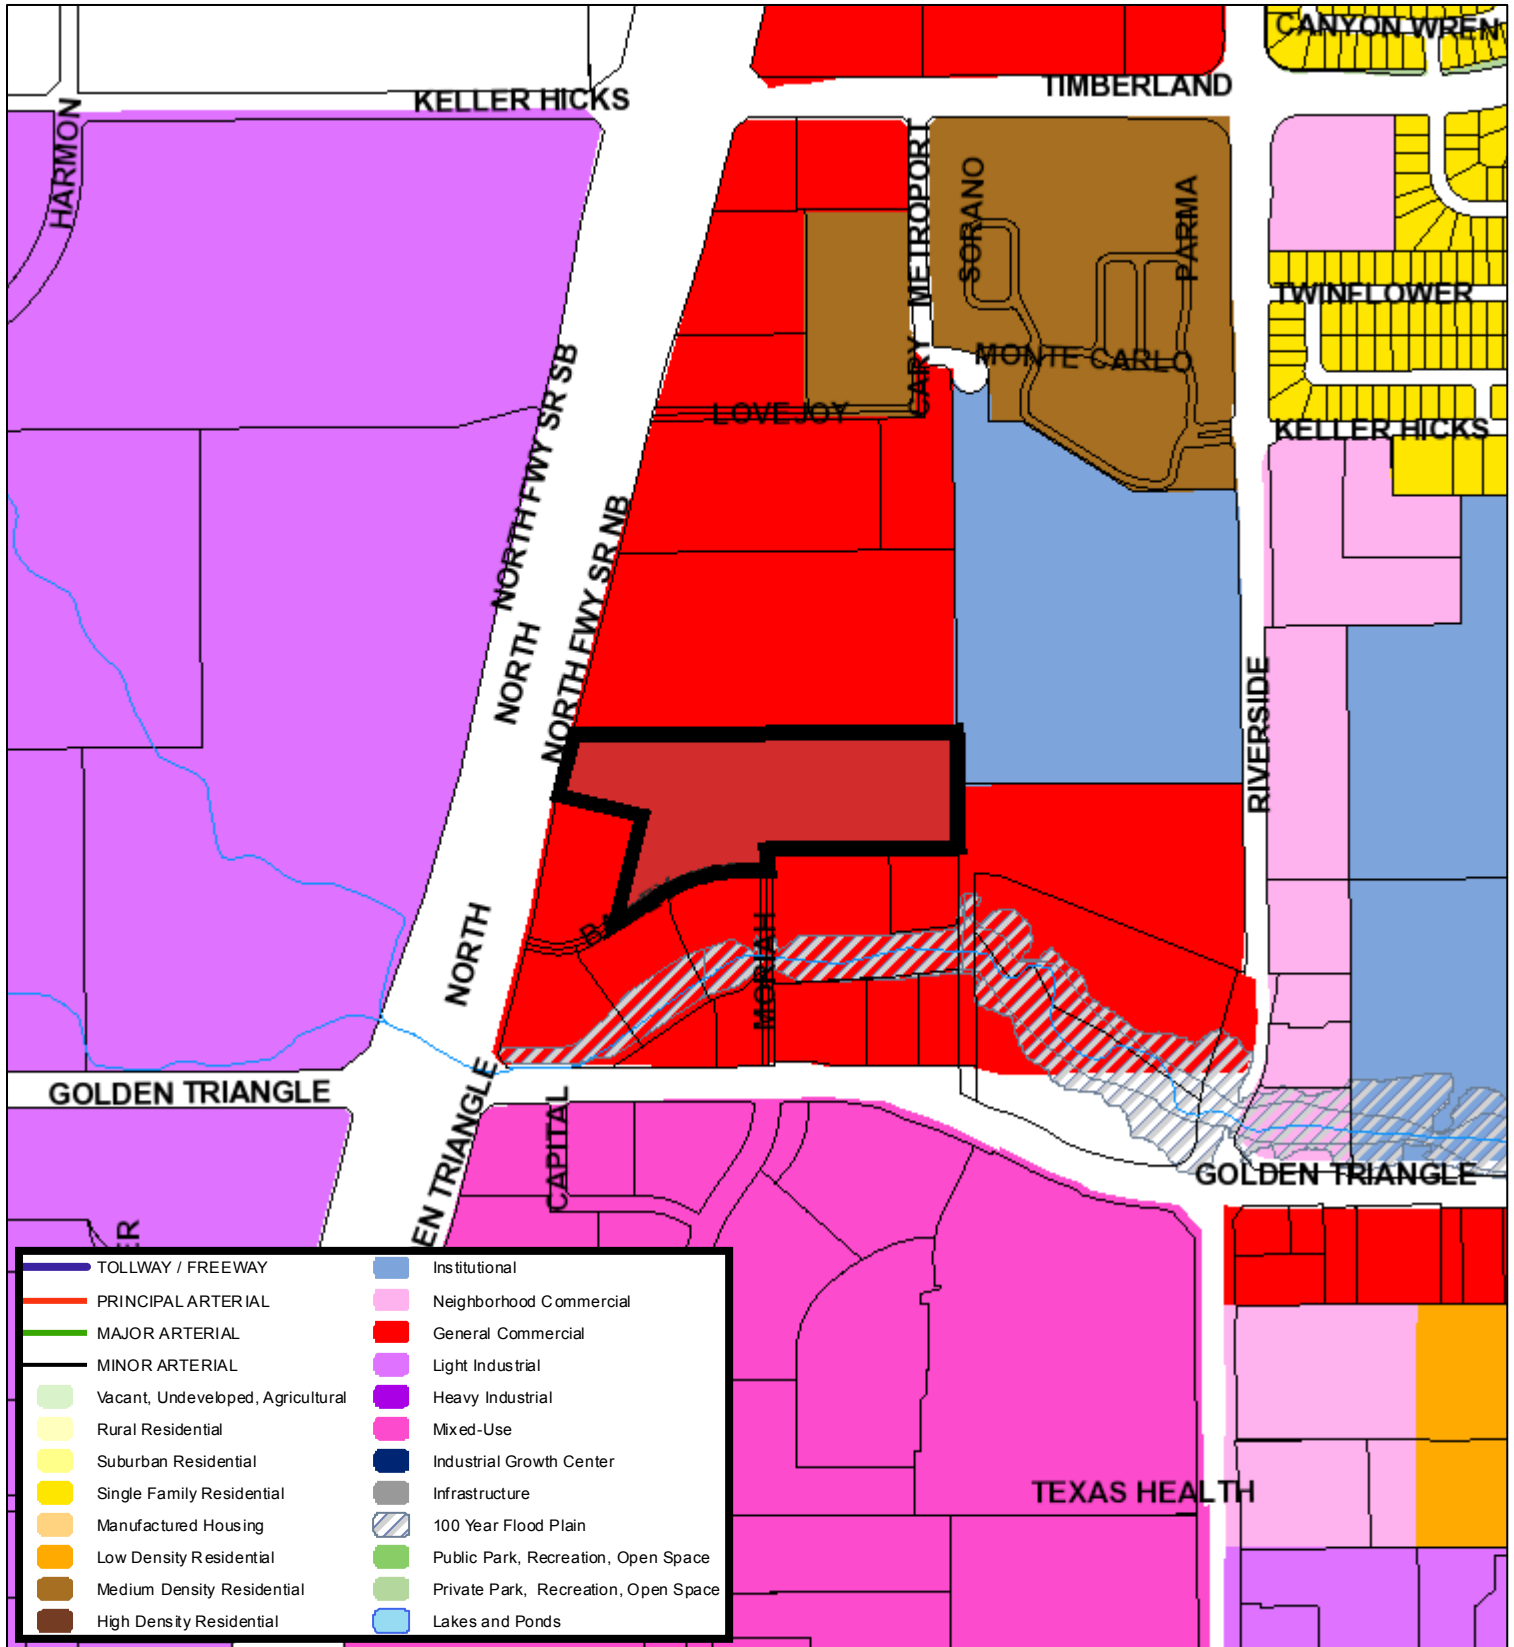 CANYON WREN
TIMBERLAND
KELLER HICKS
HARMON
METROPORT
CARY
SORANO
PARMA
TWINFLOWER
MONTE CARLO
LOVEJOY
KELLER HICKS
NORTH FWY SR SB
NORTH FWY SR NB
NORTH
RIVERSIDE
NORTH
MORIAH
GOLDEN TRIANGLE
EN TRIANGLE
CAPITAL
GOLDEN TRIANGLE
ER
TEXAS HEALTH
TOLLWAY / FREEWAY
PRINCIPAL ARTERIAL
MAJOR ARTERIAL
MINOR ARTERIAL
Vacant, Undeveloped, Agricultural
Rural Residential
Suburban Residential
Single Family Residential
Manufactured Housing
Low Density Residential
Medium Density Residential
High Density Residential
Institutional
Neighborhood Commercial
General Commercial
Light Industrial
Heavy Industrial
Mixed-Use
Industrial Growth Center
Infrastructure
100 Year Flood Plain
Public Park, Recreation, Open Space
Private Park, Recreation, Open Space
Lakes and Ponds